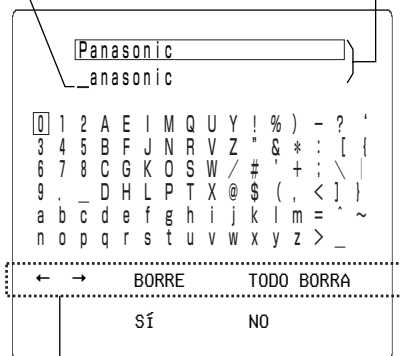 Panasonic
_anasonic
0 1 2 A E I M Q U Y ! % ) − ? ‘
3 4 5 B F J N R V Z " & * : [ {
6 7 8 C G K O S W / # ' + ; \ |
9 . _ D H L P T X @ $ ( , < ] }
a b c d e f g h i j k l m = ^ ~
n o p q r s t u v w x y z > _
← → BORRE TODO BORRA
SÍ NO